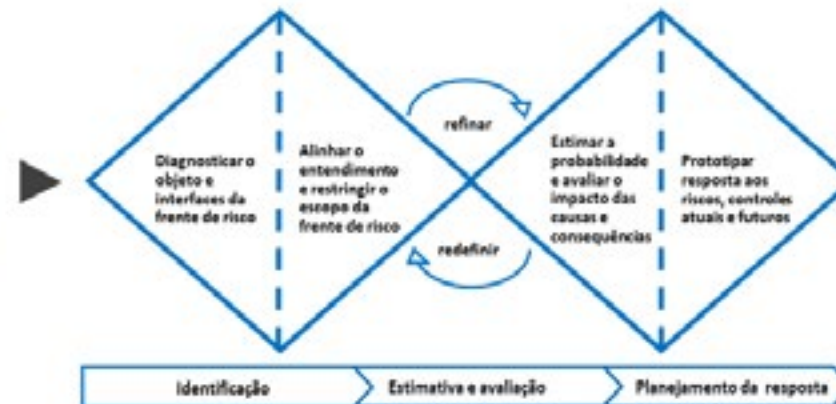 Diagnosticar o
objeto e
interfaces da
frente de risco
Alinhar o
entendimento
e restringir o
escopo da
frente de risco
refinar
redefinir
Estimar a
probabilidade
e avaliar o
impacto das
causas e
consequências
Prototipar
resposta aos
riscos, controles
atuais e futuros
Identificação
Estimativa e avaliação
Planejamento da resposta